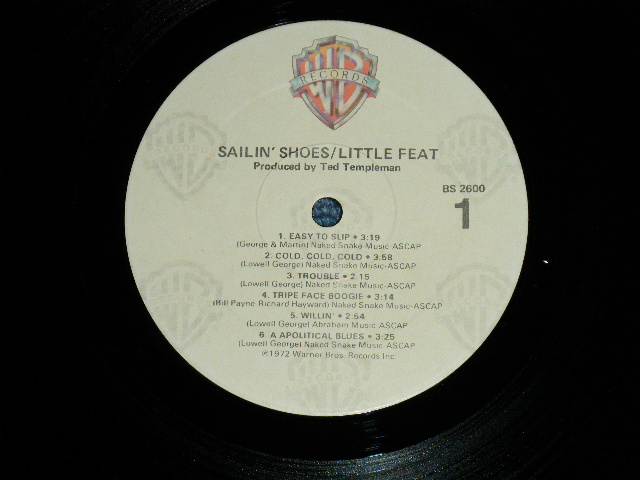 RECORDS
SAILIN' SHOES/LITTLE FEAT
Produced by Ted Templeman
BS 2600
1
1. EASY TO SLIP • 3:19
(George & Martin) Naked Snake Music-ASCAP
2. COLD, COLD, COLD • 3:58
(Lowell George) Naked Snake Music-ASCAP
3. TROUBLE • 2:15
(Lowell George) Naked Snake Music-ASCAP
4. TRIPE FACE BOOGIE • 3:14
(Bill Payne-Richard Hayward) Naked Snake Music-ASCAP
5. WILLIN' • 2:54
(Lowell George) Abraham Music-ASCAP
6. A APOLITICAL BLUES • 3:25
(Lowell George) Naked Snake Music-ASCAP
℗1972 Warner Bros. Records Inc.